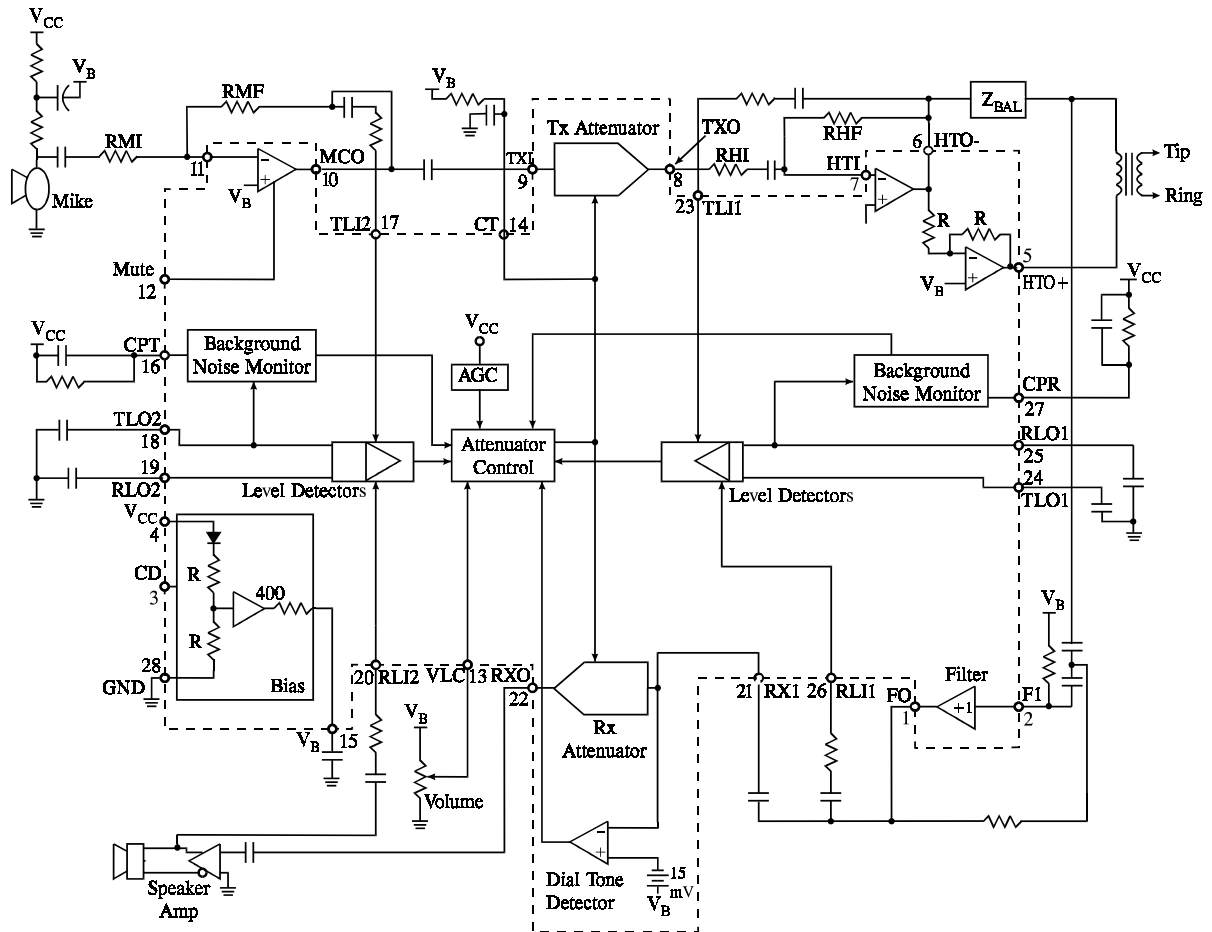 VCC
VB
RMF
VB
Tx Attenuator
TXO
ZBAL
RHF
6
HTO-
RMI
11
−
+
VB
MCO
10
TXI
9
8
RHI
HTI
7
−
+
Tip
Ring
Mike
TLI2
17
CT
14
23
TLI1
R
R
−
+
VB
5
HTO+
Mute
12
VCC
VCC
CPT
16
Background
Noise Monitor
VCC
AGC
Background
Noise Monitor
CPR
27
TLO2
18
19
RLO2
Attenuator
Control
Level Detectors
Level Detectors
RLO1
25
24
TLO1
VCC
4
CD
3
R
400
R
28
GND
Bias
VB
15
VB
20
RLI2
VLC
13
RXO
22
Rx
Attenuator
21
RX1
26
RLI1
FO
1
Filter
+1
F1
2
VB
Volume
−
+
15
mV
VB
Dial Tone
Detector
Speaker
Amp